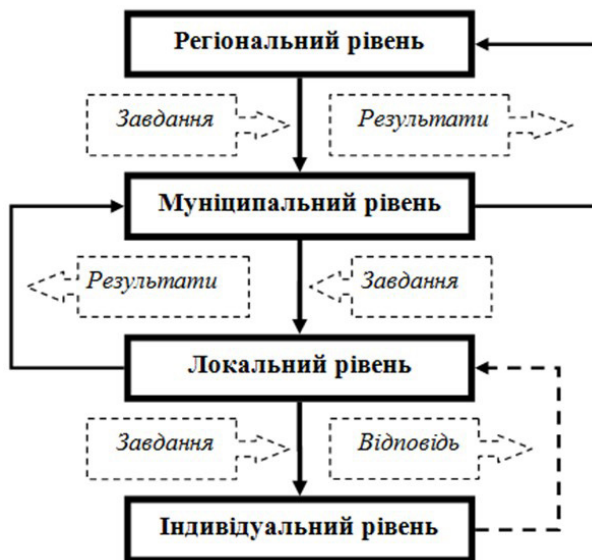 Регіональний рівень
Завдання
Результати
Муніципальний рівень
Результати
Завдання
Локальний рівень
Завдання
Відповідь
Індивідуальний рівень